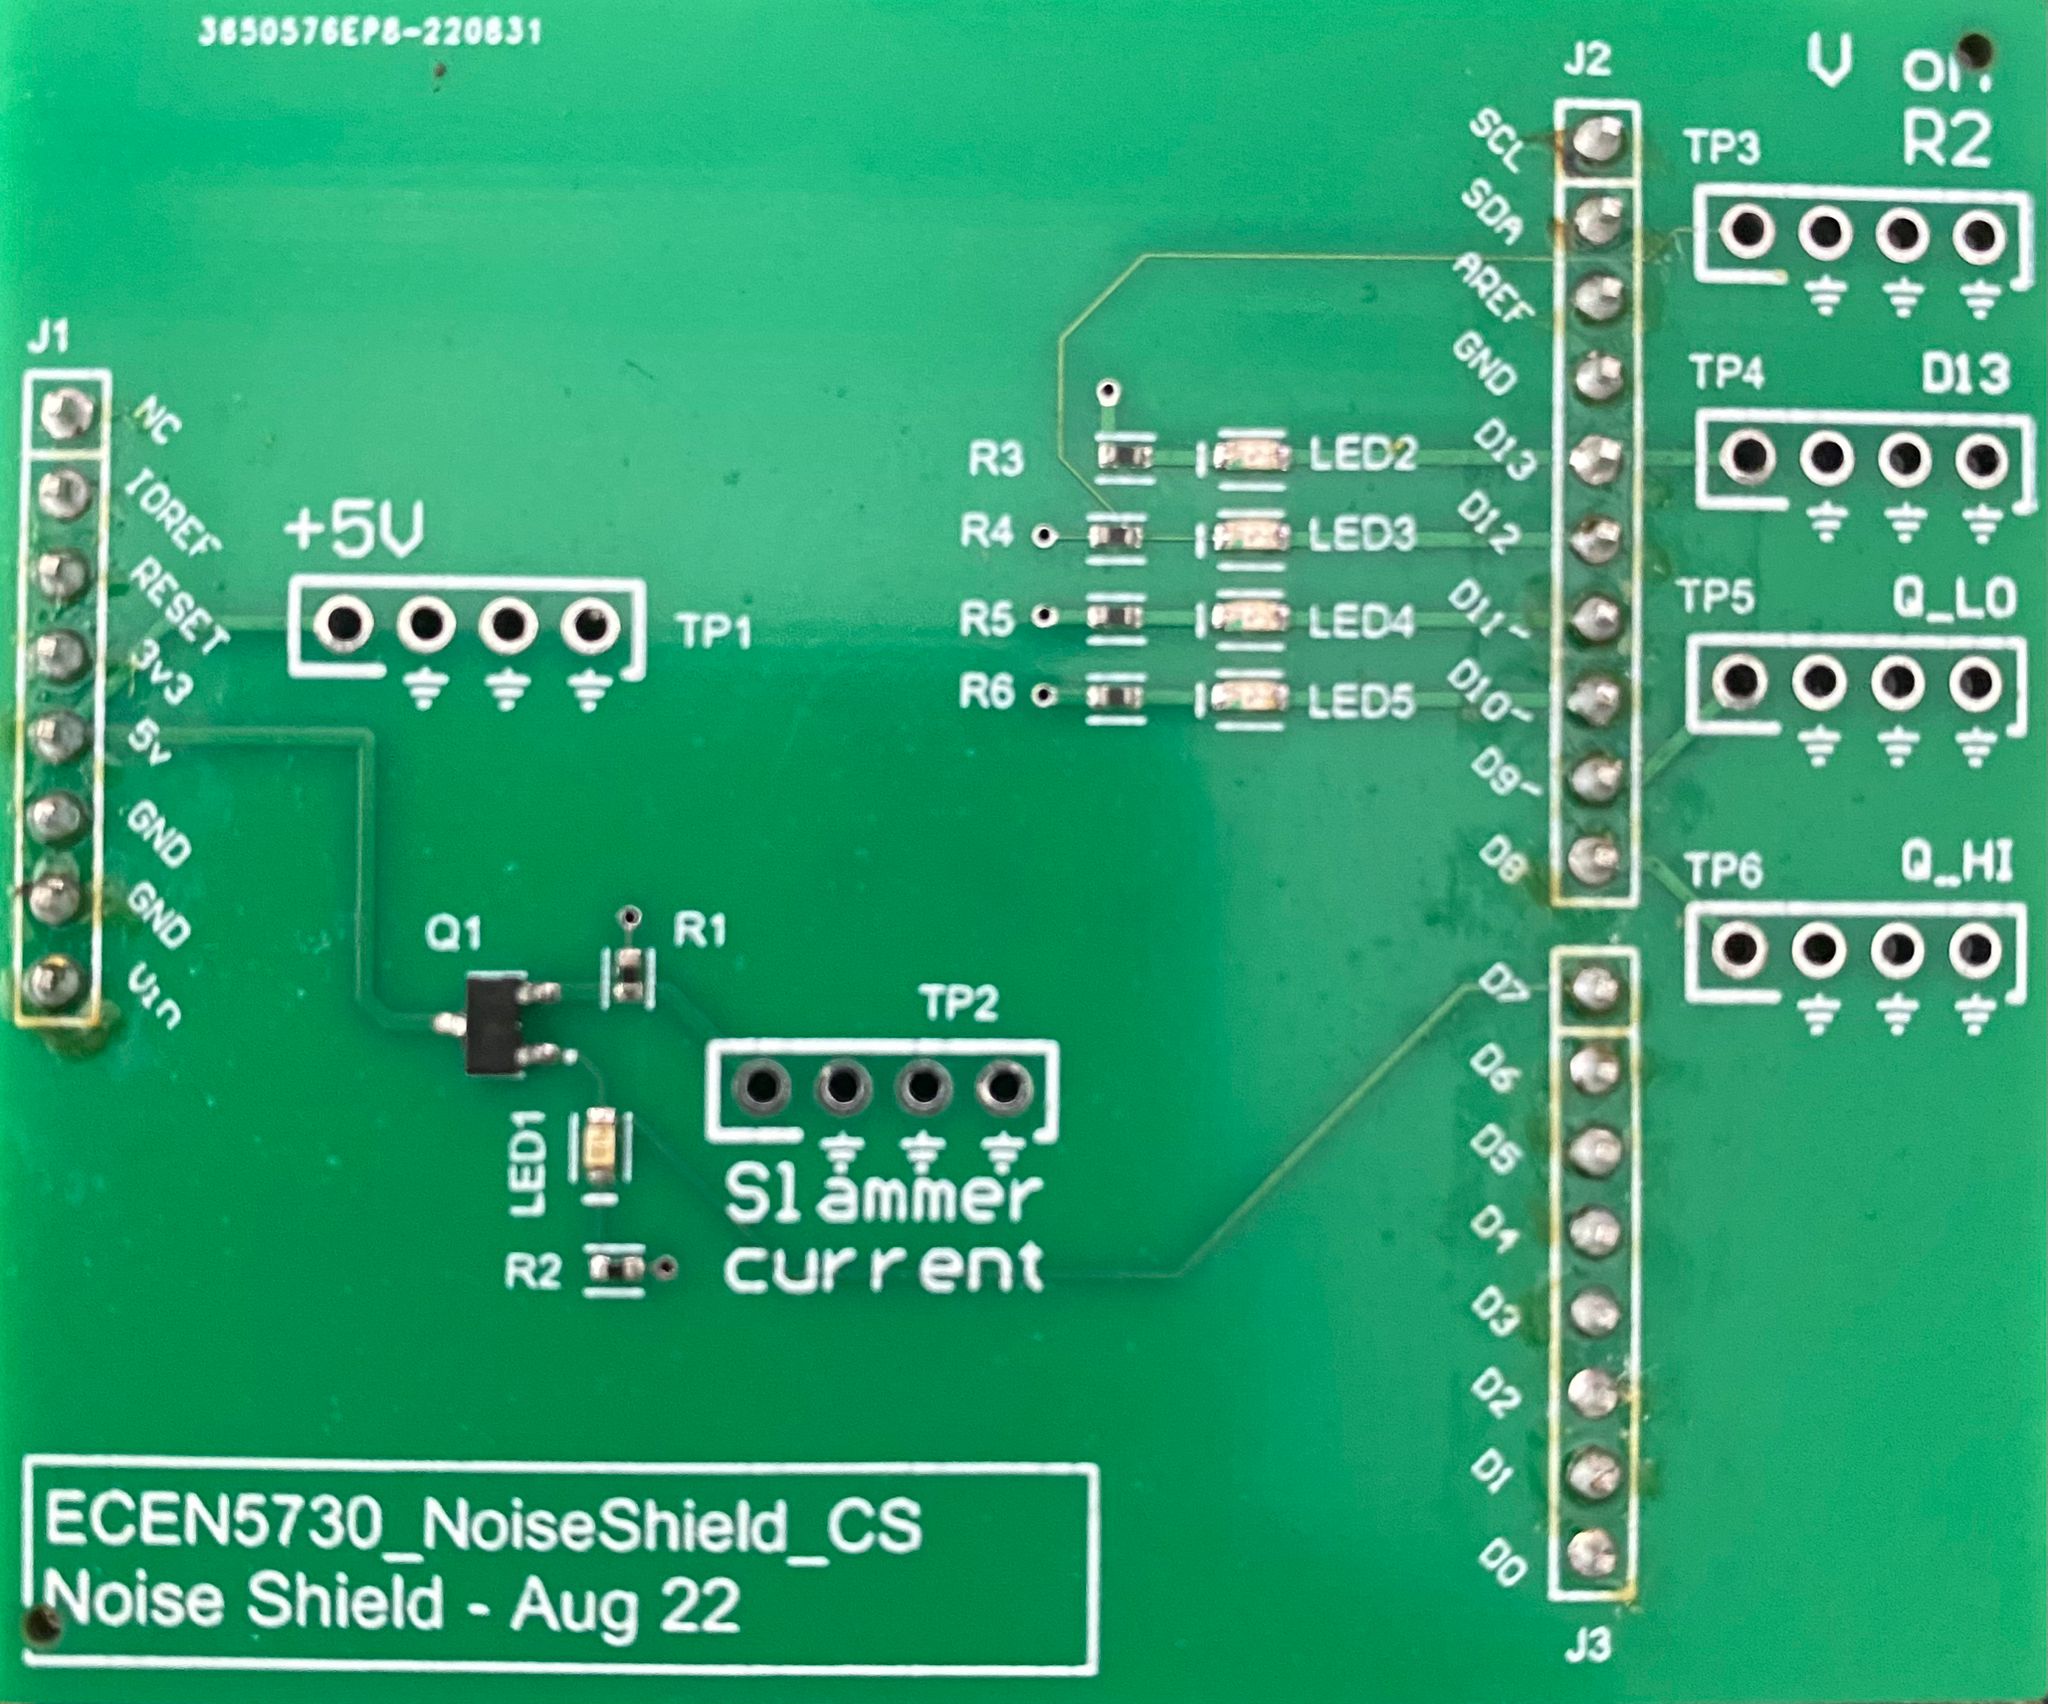 3650576EP8-220831
J2
V on
R2
SCL
TP3
SDA
AREF
GND
J1
TP4
D13
NC
R3
LED2
D13
IOREF
+5V
R4
LED3
D12
RESET
TP1
R5
LED4
D11~
TP5
Q_LO
3v3
R6
LED5
D10~
5v
D9~
GND
D8
TP6
Q_HI
GND
Q1
R1
Vin
TP2
D7
D6
LED1
D5
Slammer
D4
R2
current
D3
D2
D1
ECEN5730_NoiseShield_CS
D0
Noise Shield - Aug 22
J3